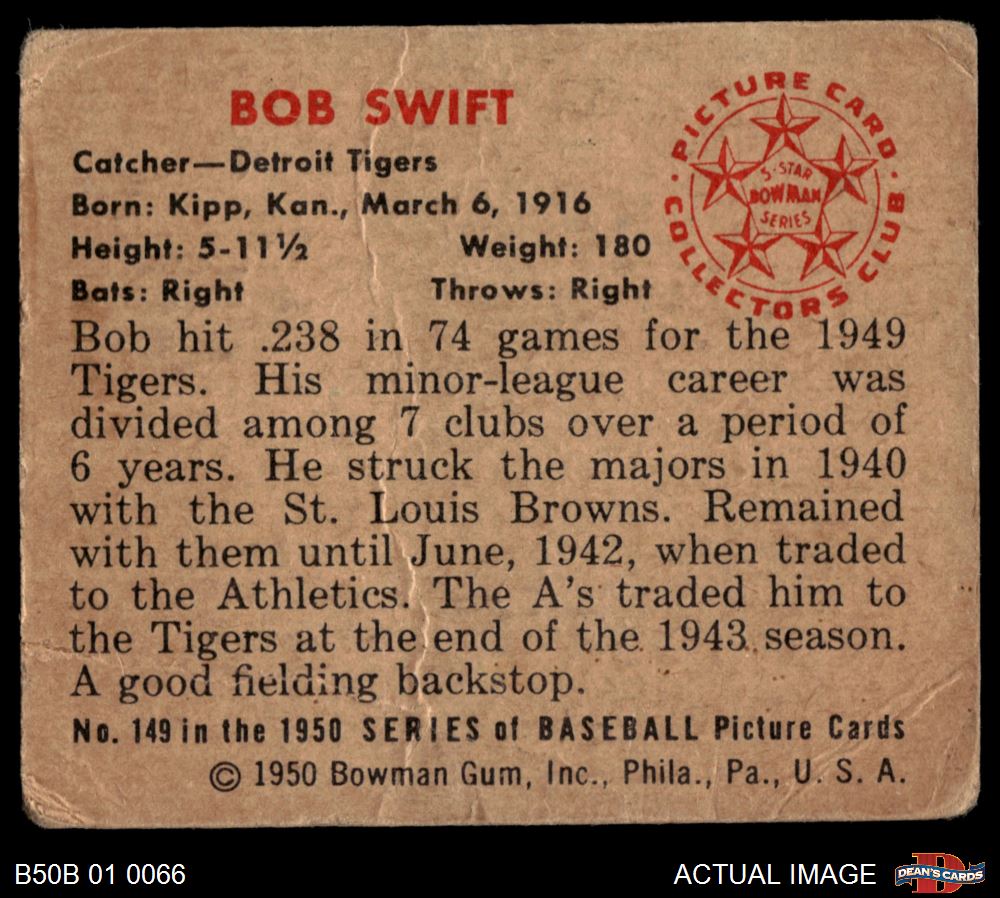 BOB SWIFT
Catcher—Detroit Tigers
Born: Kipp, Kan., March 6, 1916
Height: 5-11½ Weight: 180
Bats: Right Throws: Right
PICTURE CARD COLLECTORS CLUB
5-STAR
BOWMAN
SERIES
Bob hit .238 in 74 games for the 1949
Tigers. His minor-league career was
divided among 7 clubs over a period of
6 years. He struck the majors in 1940
with the St. Louis Browns. Remained
with them until June, 1942, when traded
to the Athletics. The A's traded him to
the Tigers at the end of the 1943 season.
A good fielding backstop.
No. 149 in the 1950 SERIES of BASEBALL Picture Cards
© 1950 Bowman Gum, Inc., Phila., Pa., U. S. A.
B50B 01 0066 ACTUAL IMAGE
D
DEAN'S CARDS